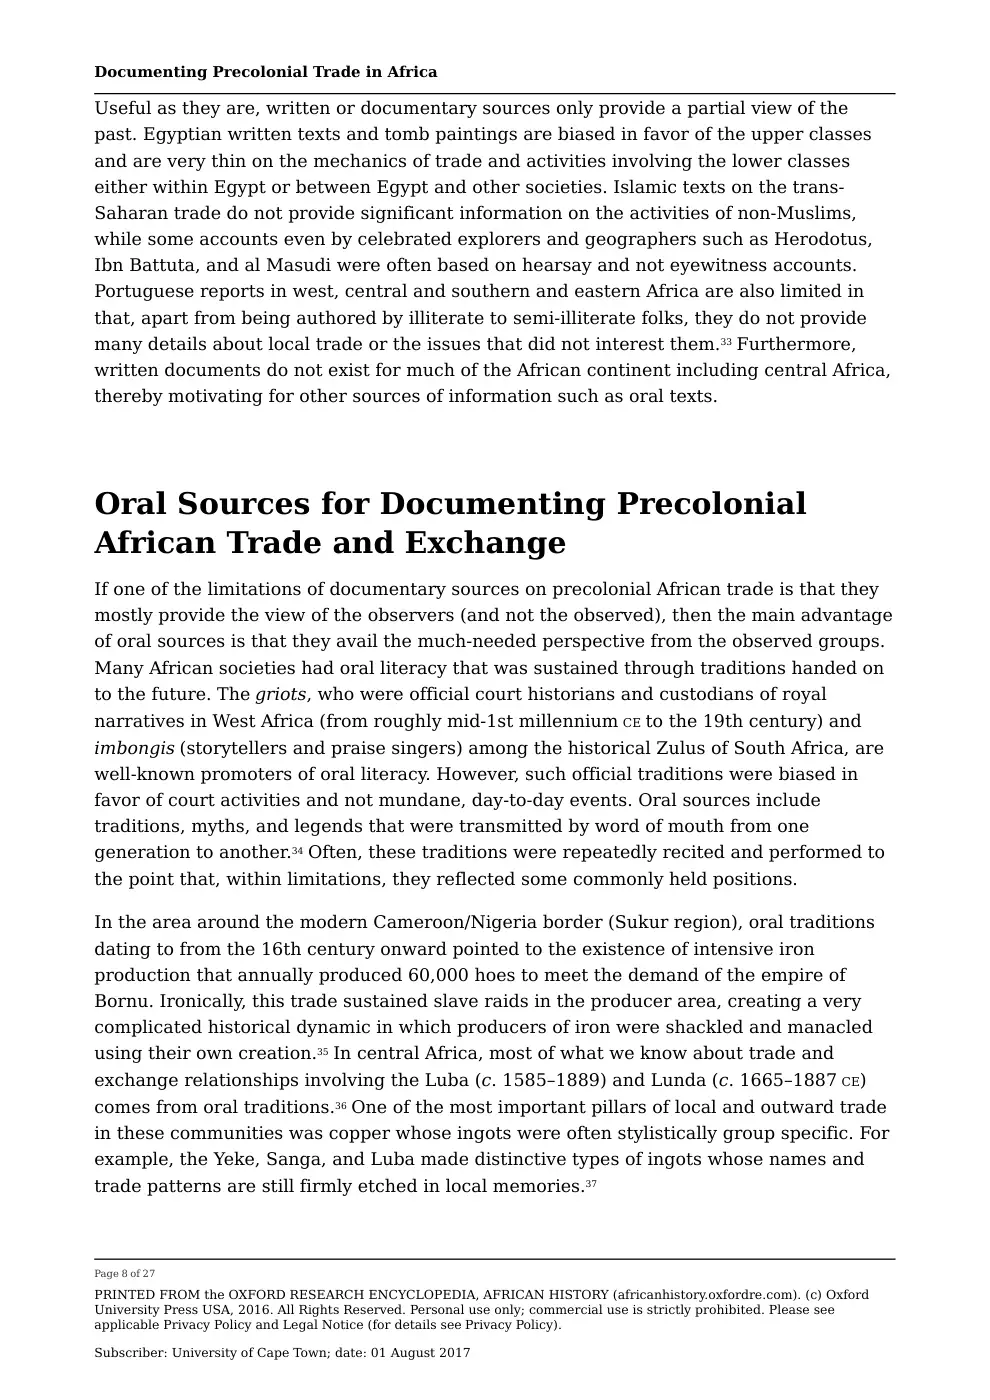 Documenting Precolonial Trade in Africa
Useful as they are, written or documentary sources only provide a partial view of the
past. Egyptian written texts and tomb paintings are biased in favor of the upper classes
and are very thin on the mechanics of trade and activities involving the lower classes
either within Egypt or between Egypt and other societies. Islamic texts on the trans-
Saharan trade do not provide significant information on the activities of non-Muslims,
while some accounts even by celebrated explorers and geographers such as Herodotus,
Ibn Battuta, and al Masudi were often based on hearsay and not eyewitness accounts.
Portuguese reports in west, central and southern and eastern Africa are also limited in
that, apart from being authored by illiterate to semi-illiterate folks, they do not provide
many details about local trade or the issues that did not interest them.33 Furthermore,
written documents do not exist for much of the African continent including central Africa,
thereby motivating for other sources of information such as oral texts.
Oral Sources for Documenting Precolonial
African Trade and Exchange
If one of the limitations of documentary sources on precolonial African trade is that they
mostly provide the view of the observers (and not the observed), then the main advantage
of oral sources is that they avail the much-needed perspective from the observed groups.
Many African societies had oral literacy that was sustained through traditions handed on
to the future. The griots, who were official court historians and custodians of royal
narratives in West Africa (from roughly mid-1st millennium CE to the 19th century) and
imbongis (storytellers and praise singers) among the historical Zulus of South Africa, are
well-known promoters of oral literacy. However, such official traditions were biased in
favor of court activities and not mundane, day-to-day events. Oral sources include
traditions, myths, and legends that were transmitted by word of mouth from one
generation to another.34 Often, these traditions were repeatedly recited and performed to
the point that, within limitations, they reflected some commonly held positions.
In the area around the modern Cameroon/Nigeria border (Sukur region), oral traditions
dating to from the 16th century onward pointed to the existence of intensive iron
production that annually produced 60,000 hoes to meet the demand of the empire of
Bornu. Ironically, this trade sustained slave raids in the producer area, creating a very
complicated historical dynamic in which producers of iron were shackled and manacled
using their own creation.35 In central Africa, most of what we know about trade and
exchange relationships involving the Luba (c. 1585–1889) and Lunda (c. 1665–1887 CE)
comes from oral traditions.36 One of the most important pillars of local and outward trade
in these communities was copper whose ingots were often stylistically group specific. For
example, the Yeke, Sanga, and Luba made distinctive types of ingots whose names and
trade patterns are still firmly etched in local memories.37
Page 8 of 27
PRINTED FROM the OXFORD RESEARCH ENCYCLOPEDIA, AFRICAN HISTORY (africanhistory.oxfordre.com). (c) Oxford
University Press USA, 2016. All Rights Reserved. Personal use only; commercial use is strictly prohibited. Please see
applicable Privacy Policy and Legal Notice (for details see Privacy Policy).
Subscriber: University of Cape Town; date: 01 August 2017